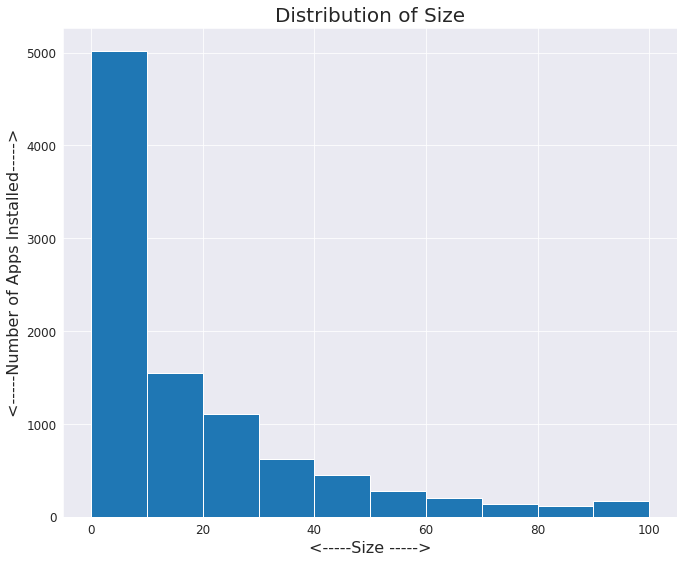 Distribution of Size
<-----Number of Apps Installed----->
5000
4000
3000
2000
1000
0
0 20 40 60 80 100
<-----Size ----->